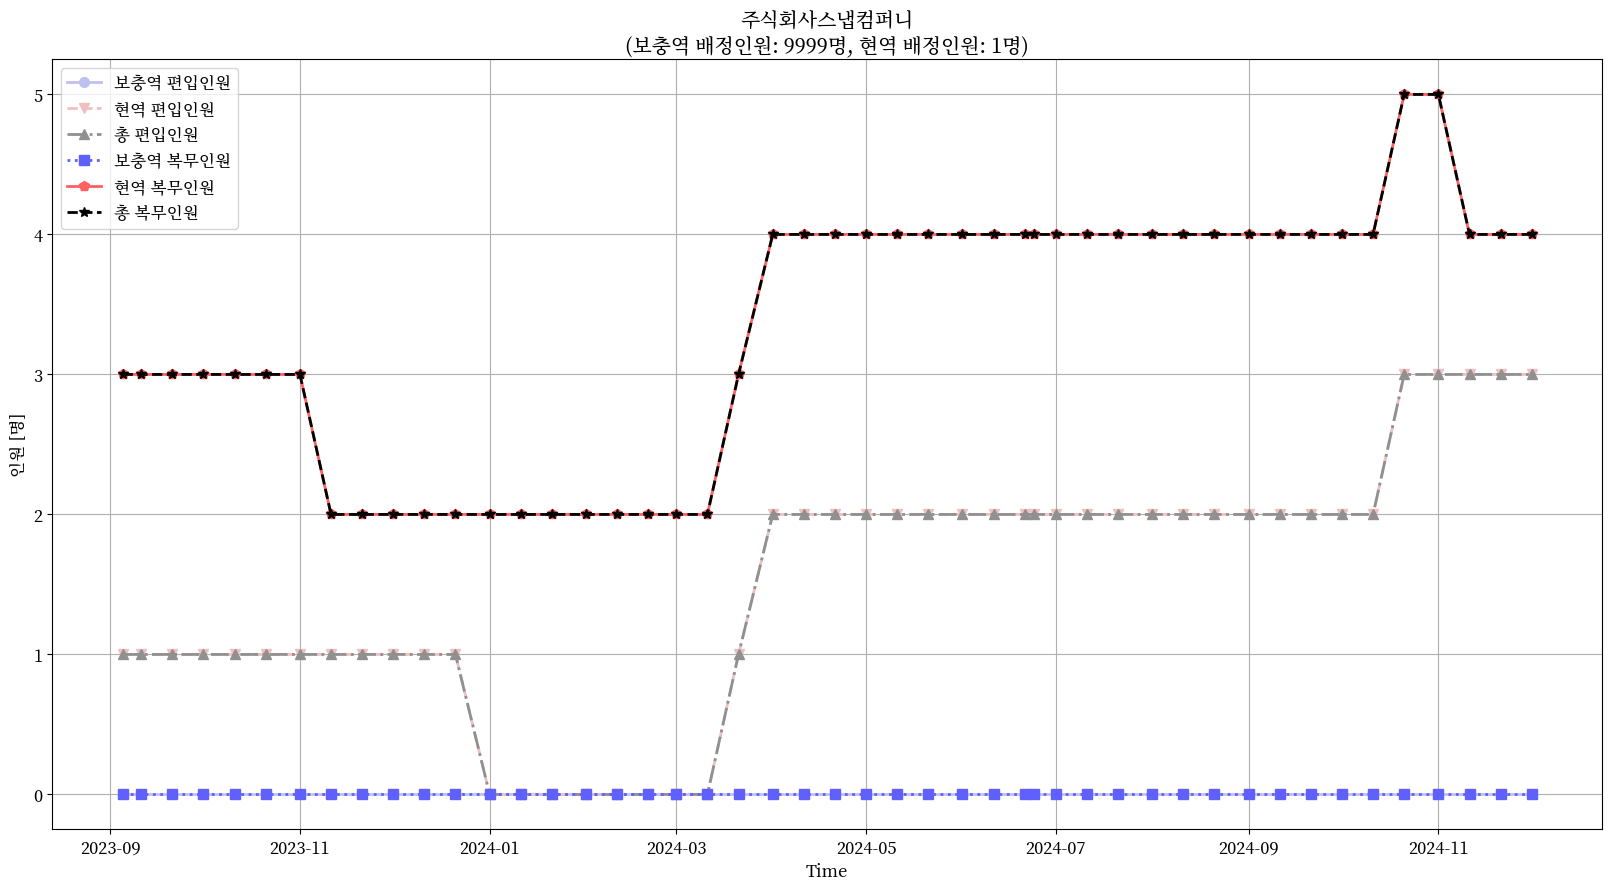 주식회사스냅컴퍼니
(보충역 배정인원: 9999명, 현역 배정인원: 1명)
보충역 편입인원
현역 편입인원
총 편입인원
보충역 복무인원
현역 복무인원
총 복무인원
인원 [명]
5
4
3
2
1
0
2023-09 2023-11 2024-01 2024-03 2024-05 2024-07 2024-09 2024-11
Time